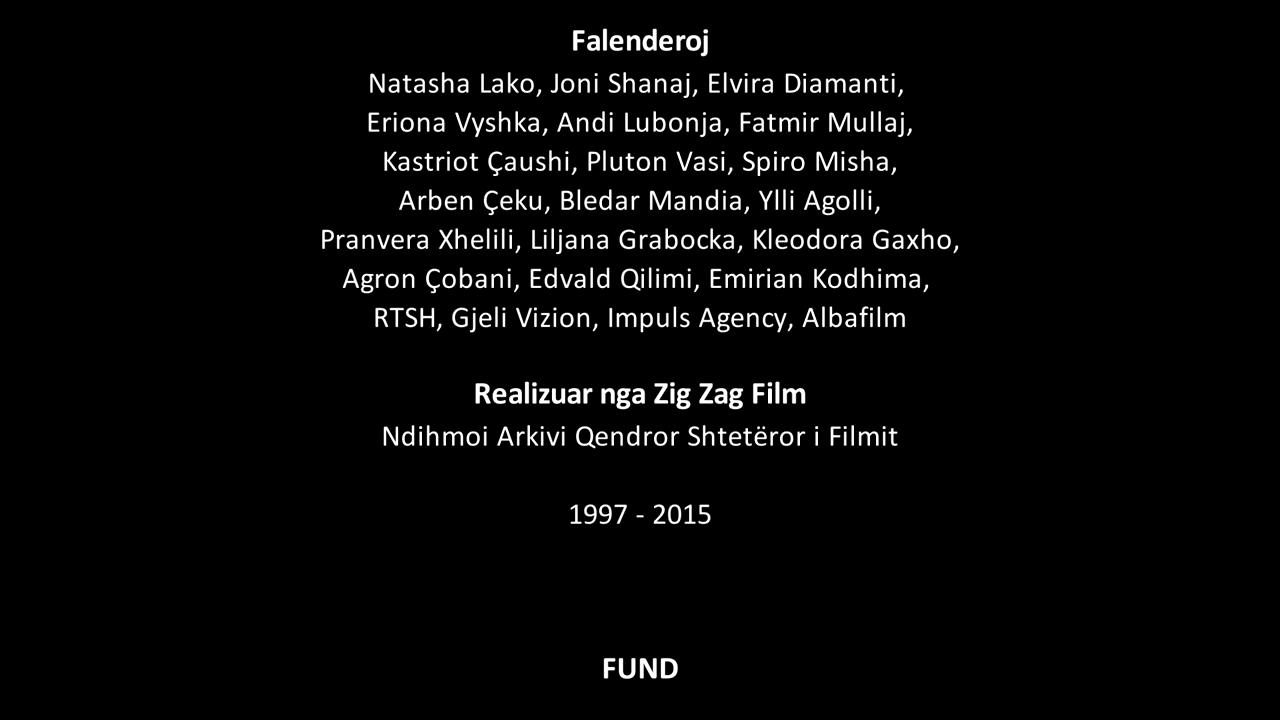 Falenderoj
Natasha Lako, Joni Shanaj, Elvira Diamanti,
Eriona Vyshka, Andi Lubonja, Fatmir Mullaj,
Kastriot Çaushi, Pluton Vasi, Spiro Misha,
Arben Çeku, Bledar Mandia, Ylli Agolli,
Pranvera Xhelili, Liljana Grabocka, Kleodora Gaxho,
Agron Çobani, Edvald Qilimi, Emirian Kodhima,
RTSH, Gjeli Vizion, Impuls Agency, Albafilm
Realizuar nga Zig Zag Film
Ndihmoi Arkivi Qendror Shtetëror i Filmit
1997 - 2015
FUND